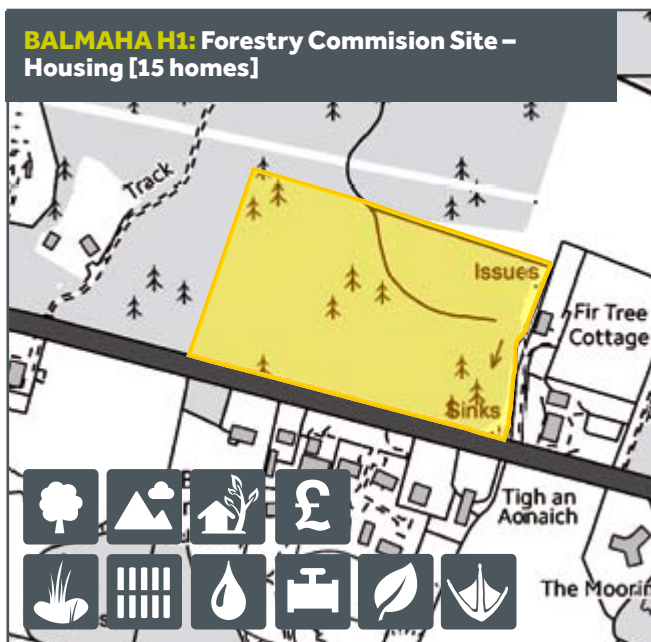 BALMAHA H1: Forestry Commision Site –
Housing [15 homes]
Track
Issues
Fir Tree
Cottage
Sinks
Tigh an
Aonaich
The Moorin
£